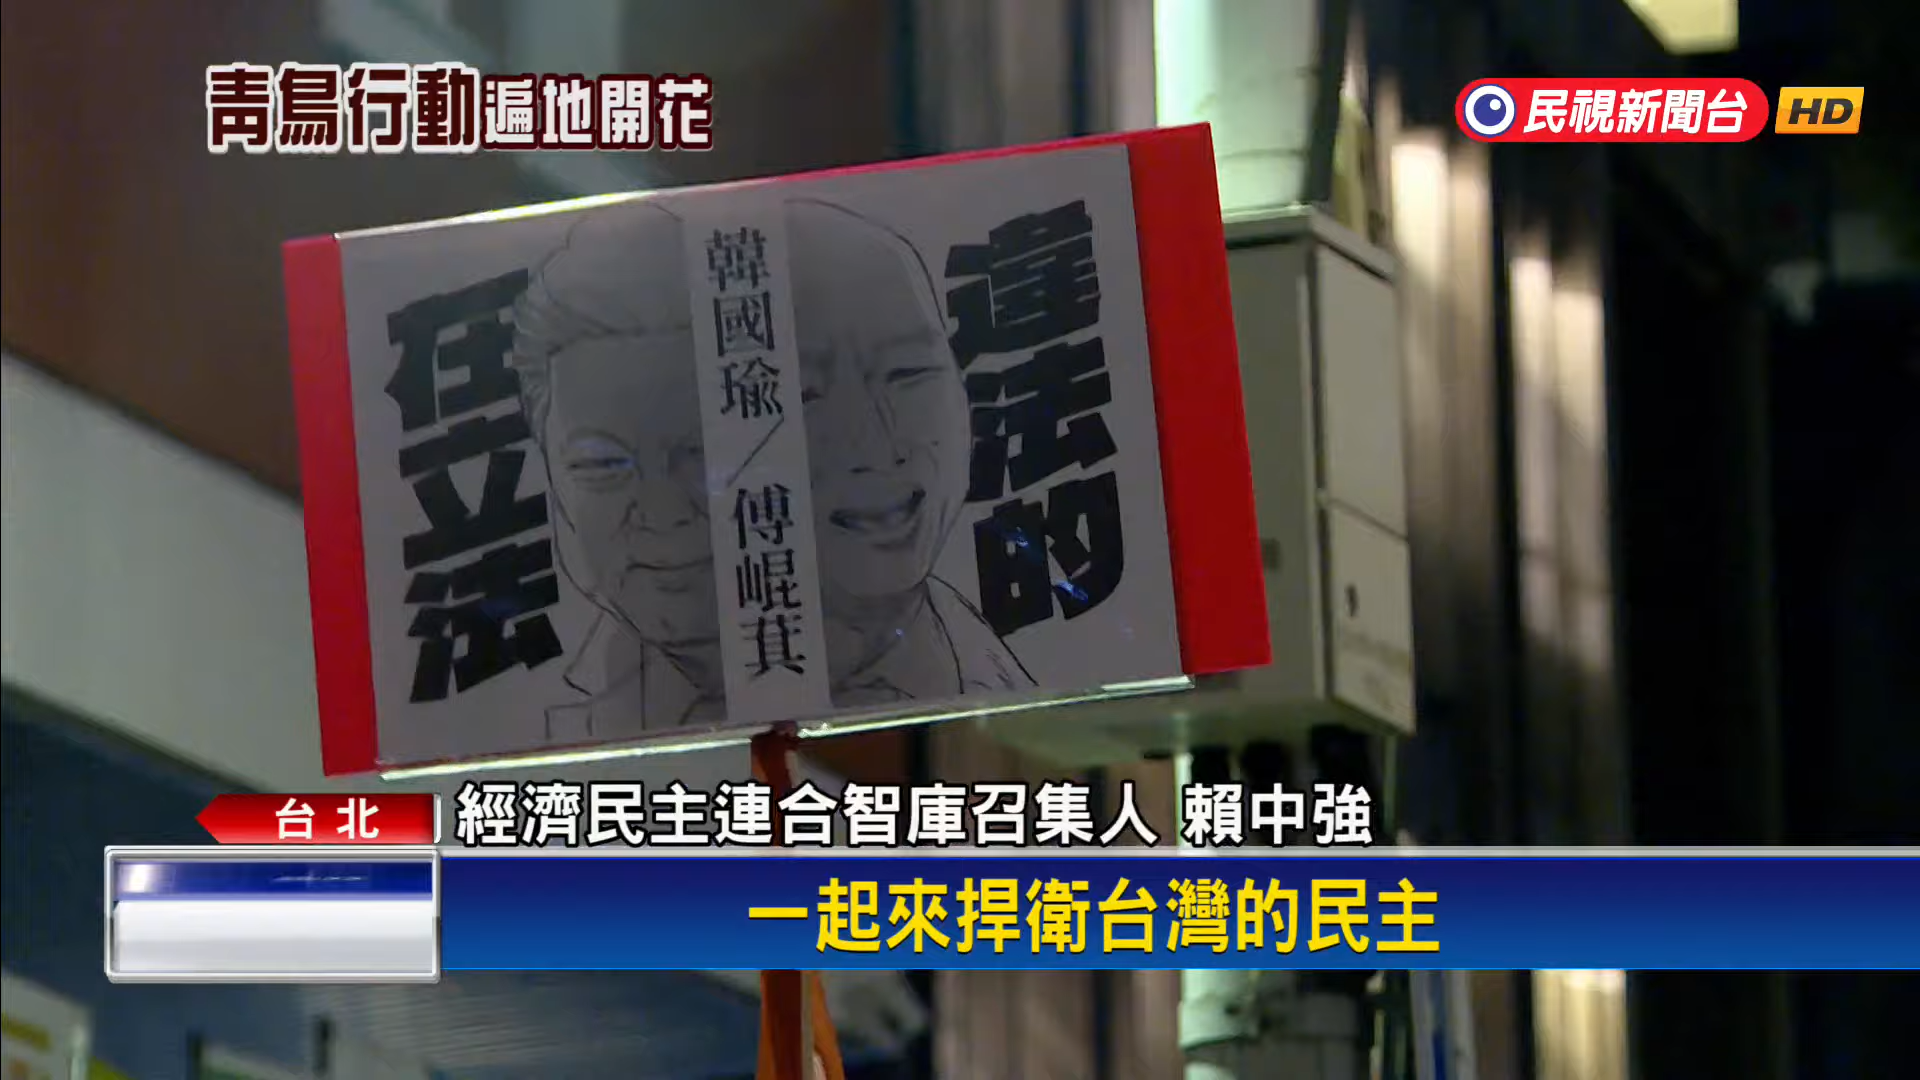 青鳥行動遍地開花
民視新聞台 HD
違法的
韓國瑜/傅崐萁
在立法
台北
經濟民主連合智庫召集人 賴中強
一起來捍衛台灣的民主